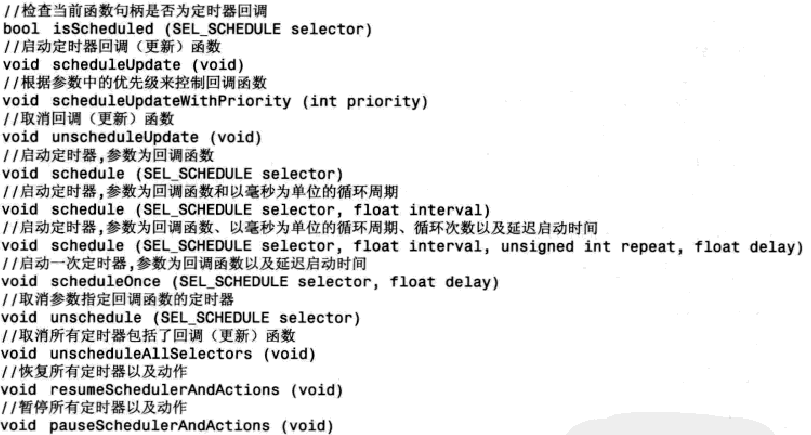 //检查当前函数句柄是否为定时器回调
bool isScheduled (SEL_SCHEDULE selector)
//启动定时器回调（更新）函数
void scheduleUpdate (void)
//根据参数中的优先级来控制回调函数
void scheduleUpdateWithPriority (int priority)
//取消回调（更新）函数
void unscheduleUpdate (void)
//启动定时器,参数为回调函数
void schedule (SEL_SCHEDULE selector)
//启动定时器,参数为回调函数和以毫秒为单位的循环周期
void schedule (SEL_SCHEDULE selector, float interval)
//启动定时器,参数为回调函数、以毫秒为单位的循环周期、循环次数以及延迟启动时间
void schedule (SEL_SCHEDULE selector, float interval, unsigned int repeat, float delay)
//启动一次定时器,参数为回调函数以及延迟启动时间
void scheduleOnce (SEL_SCHEDULE selector, float delay)
//取消参数指定回调函数的定时器
void unschedule (SEL_SCHEDULE selector)
//取消所有定时器包括了回调（更新）函数
void unscheduleAllSelectors (void)
//恢复所有定时器以及动作
void resumeSchedulerAndActions (void)
//暂停所有定时器以及动作
void pauseSchedulerAndActions (void)